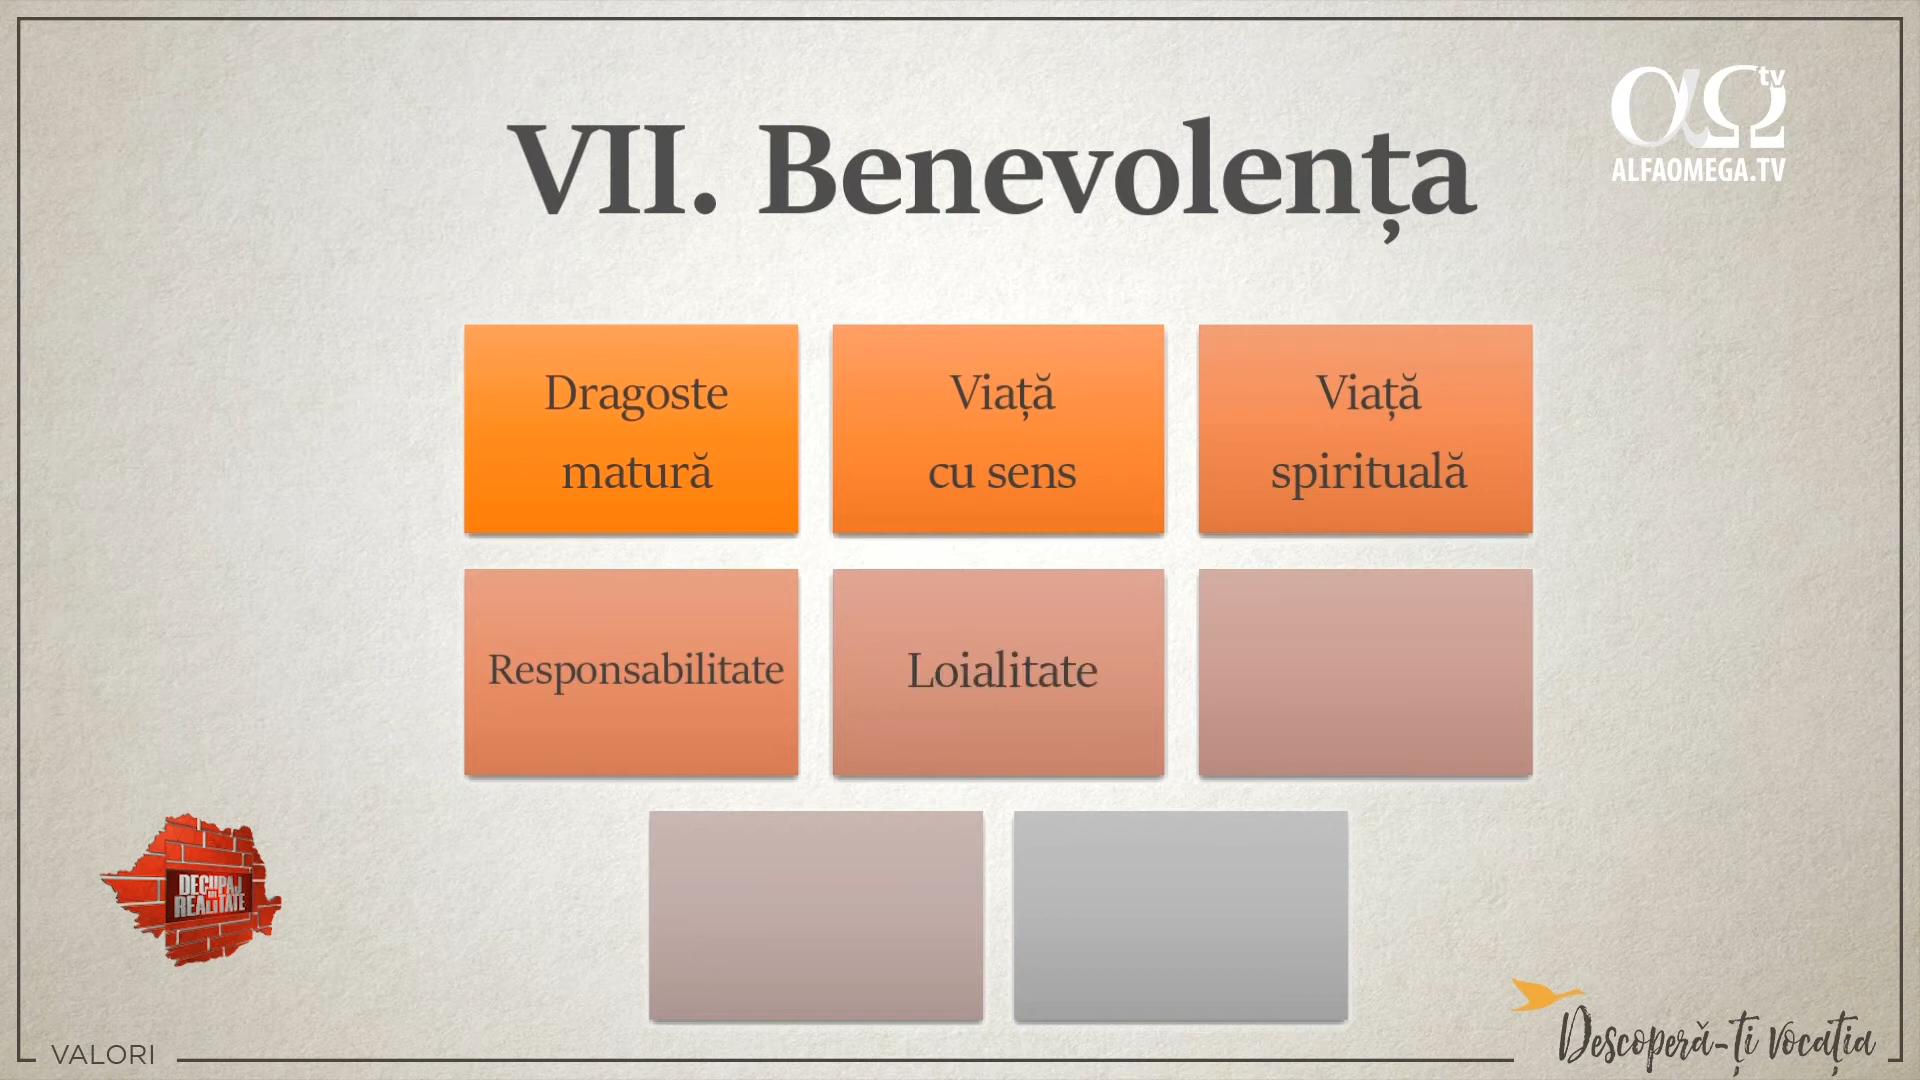 tv
ALFAOMEGA.TV
VII. Benevolența
Dragoste
matură
Viață
cu sens
Viață
spirituală
Responsabilitate
Loialitate
DECUPAJ
DIN
REALITATE
VALORI
Descoperă-ți vocația